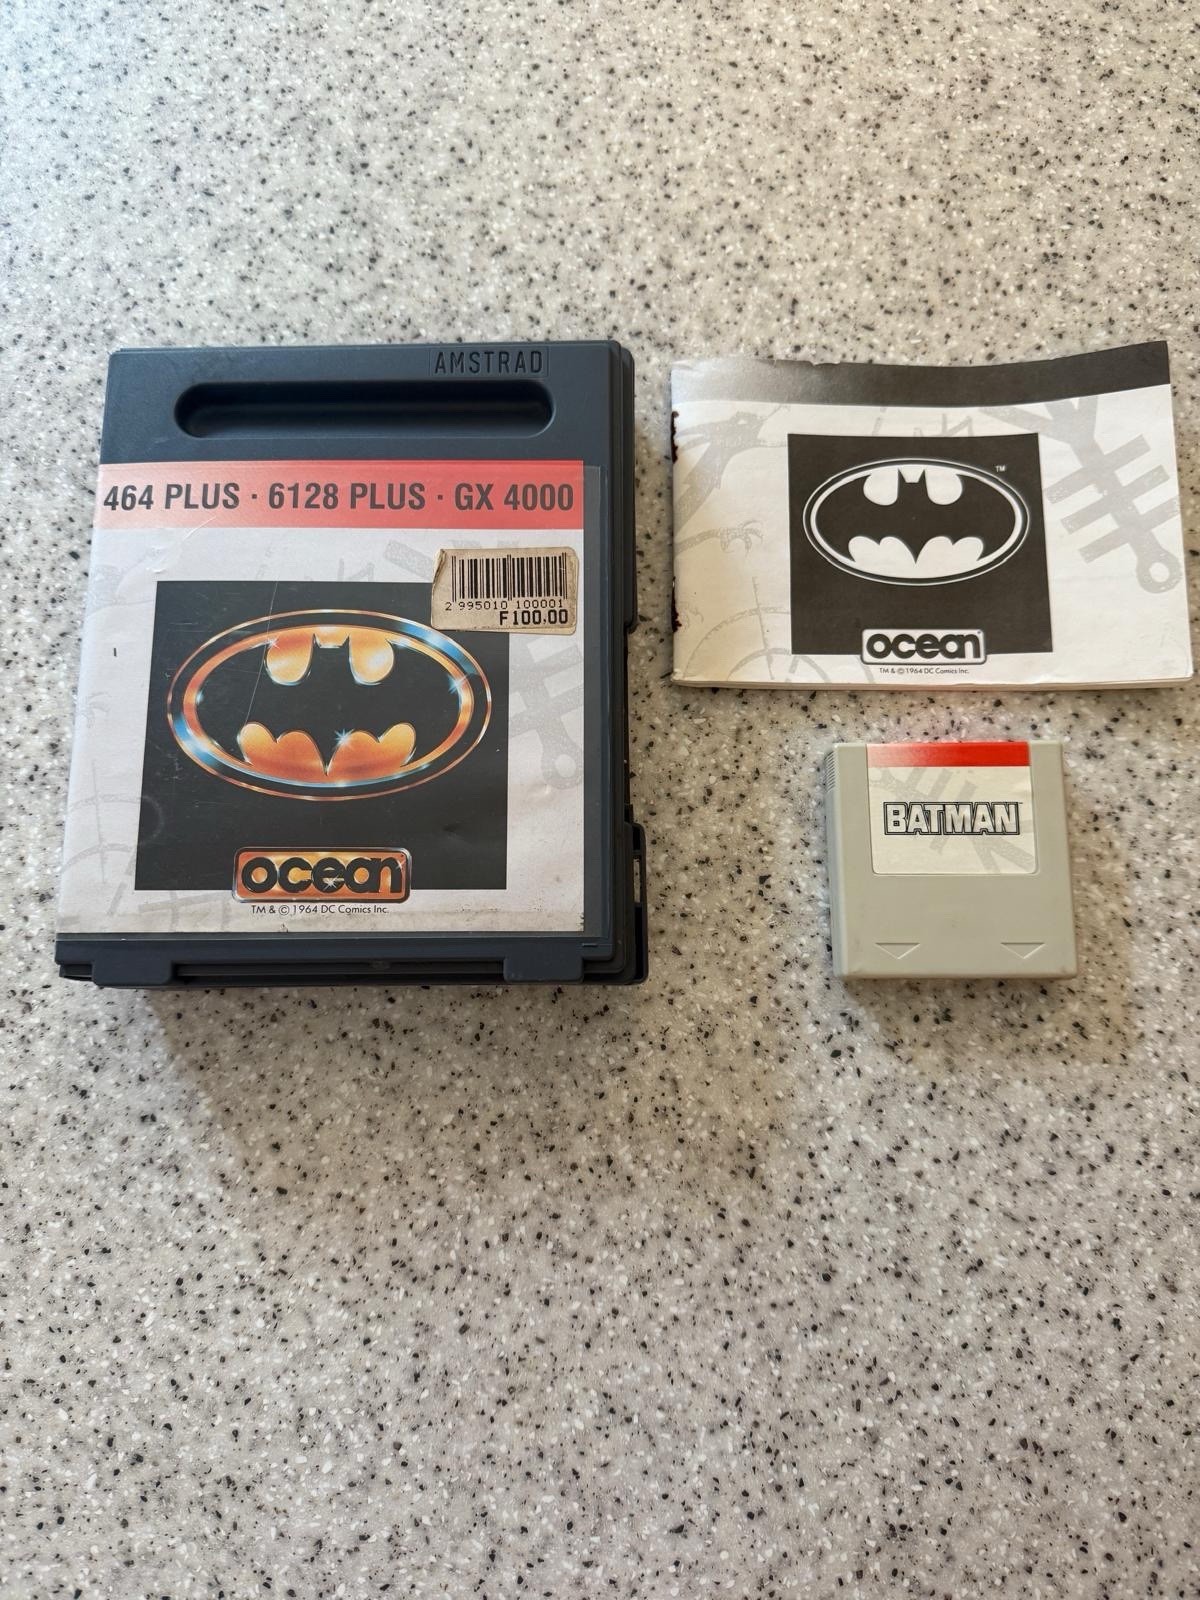 AMSTRAD
464 PLUS · 6128 PLUS · GX 4000
2 995010 100001
F100,00
ocean
TM & © 1964 DC Comics Inc.
TM
ocean
TM & © 1964 DC Comics Inc.
BATMAN